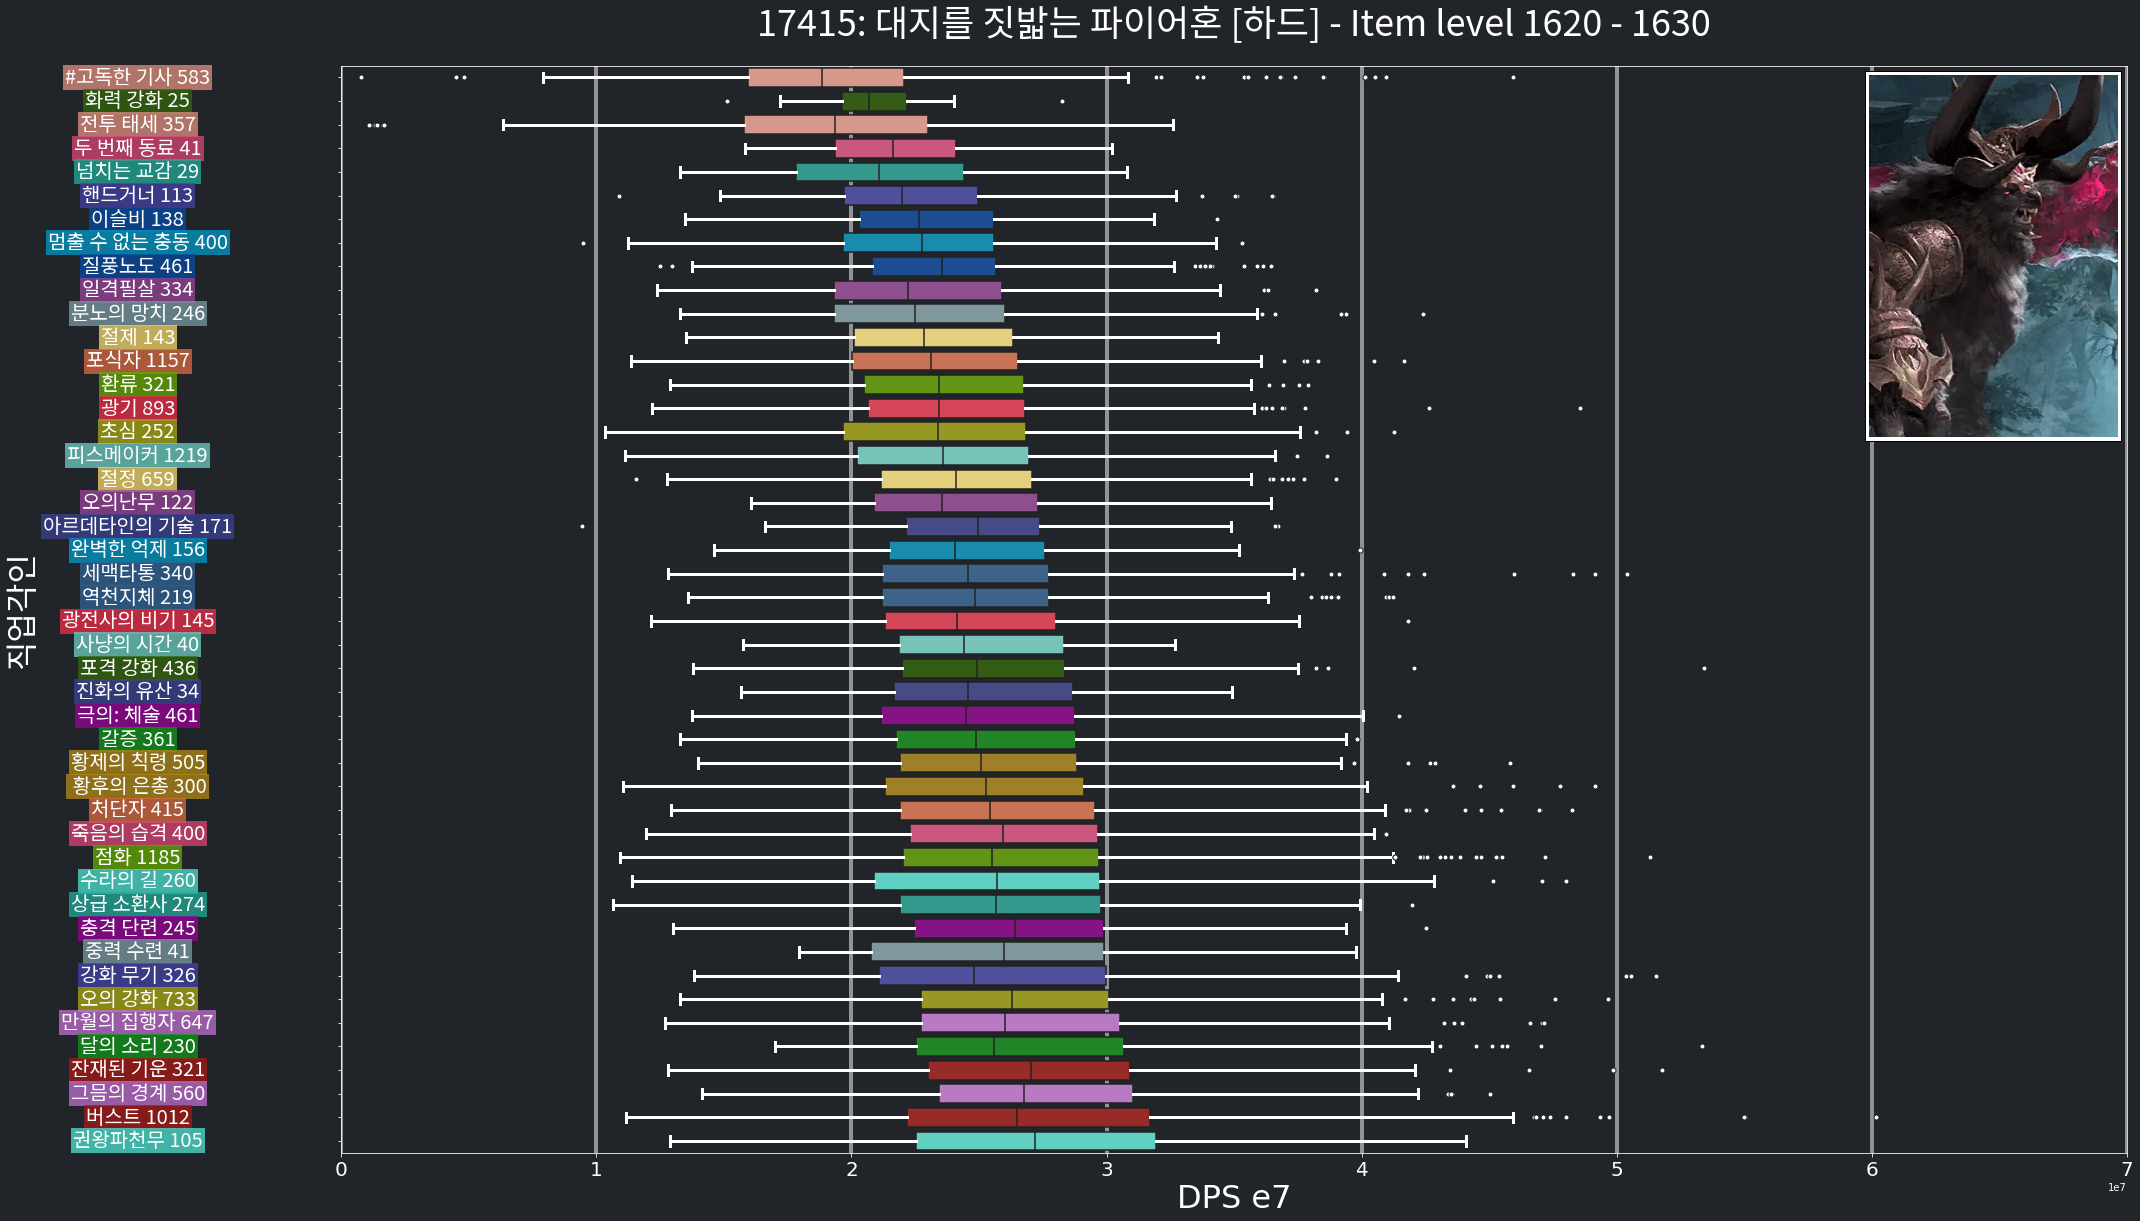 17415: 대지를 짓밟는 파이어혼 [하드] - Item level 1620 - 1630
#고독한 기사 583
화력 강화 25
전투 태세 357
두 번째 동료 41
넘치는 교감 29
핸드거너 113
이슬비 138
멈출 수 없는 충동 400
질풍노도 461
일격필살 334
분노의 망치 246
절제 143
포식자 1157
환류 321
광기 893
초심 252
피스메이커 1219
절정 659
오의난무 122
아르데타인의 기술 171
완벽한 억제 156
세맥타통 340
역천지체 219
광전사의 비기 145
사냥의 시간 40
포격 강화 436
진화의 유산 34
극의: 체술 461
갈증 361
황제의 칙령 505
황후의 은총 300
처단자 415
죽음의 습격 400
점화 1185
수라의 길 260
상급 소환사 274
충격 단련 245
중력 수련 41
강화 무기 326
오의 강화 733
만월의 집행자 647
달의 소리 230
잔재된 기운 321
그믐의 경계 560
버스트 1012
권왕파천무 105
직업각인
0 1 2 3 4 5 6 7
DPS e7
1e7